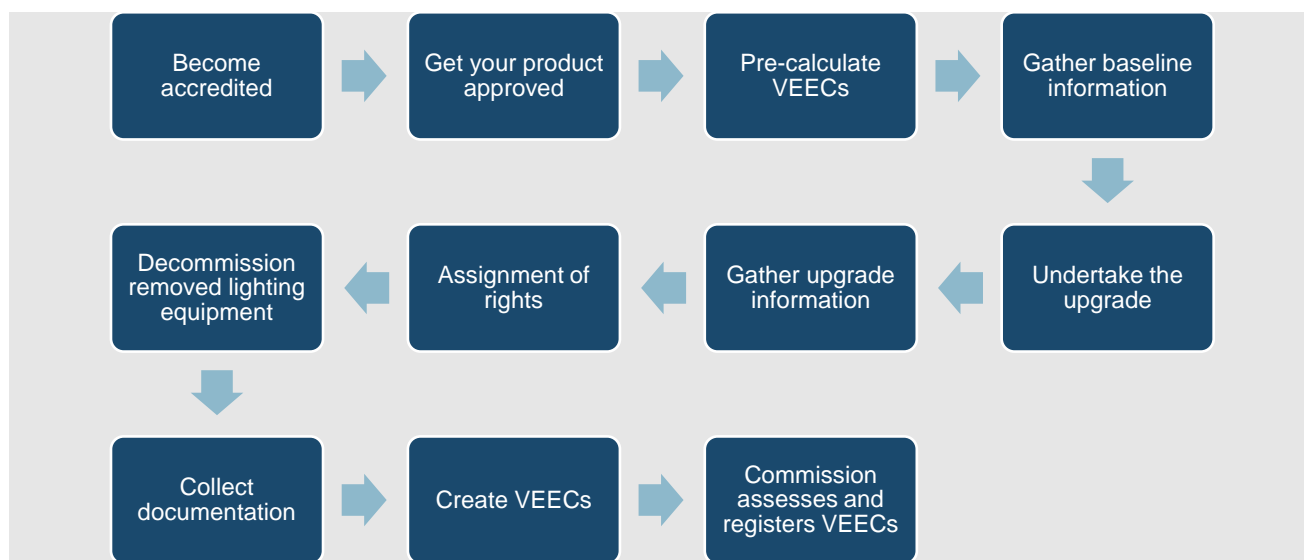 Become
accredited
Get your product
approved
Pre-calculate
VEECs
Gather baseline
information
Undertake the
upgrade
Gather upgrade
information
Assignment of
rights
Decommission
removed lighting
equipment
Collect
documentation
Create VEECs
Commission
assesses and
registers VEECs